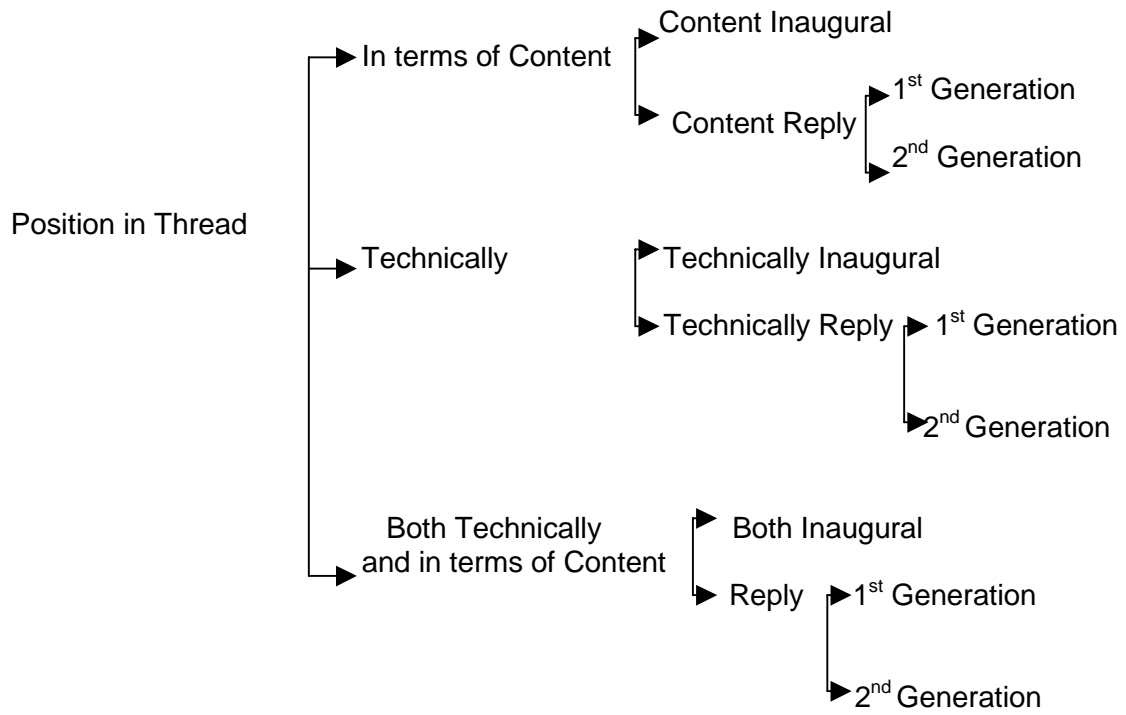 Content Inaugural
In terms of Content
1st Generation
Content Reply
2nd Generation
Position in Thread
Technically
Technically Inaugural
Technically Reply
1st Generation
2nd Generation
Both Technically
and in terms of Content
Both Inaugural
Reply
1st Generation
2nd Generation